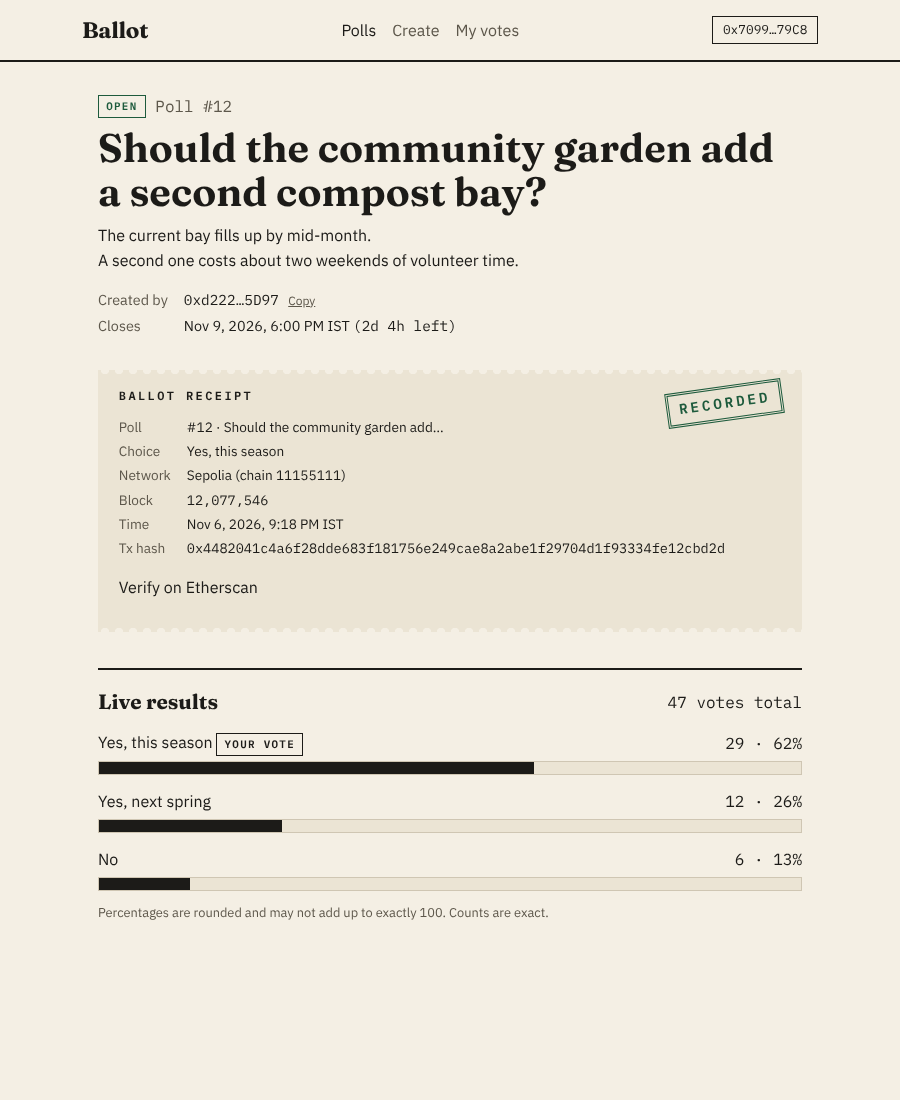 Ballot
Polls Create My votes
0x7099…79C8
OPEN Poll #12
Should the community garden add
a second compost bay?
The current bay fills up by mid-month.
A second one costs about two weekends of volunteer time.
Created by 0xd222…5D97 Copy
Closes Nov 9, 2026, 6:00 PM IST (2d 4h left)
BALLOT RECEIPT
RECORDED
Poll #12 · Should the community garden add…
Choice Yes, this season
Network Sepolia (chain 11155111)
Block 12,077,546
Time Nov 6, 2026, 9:18 PM IST
Tx hash 0x4482041c4a6f28dde683f181756e249cae8a2abe1f29704d1f93334fe12cbd2d
Verify on Etherscan
Live results 47 votes total
Yes, this season YOUR VOTE 29 · 62%
Yes, next spring 12 · 26%
No 6 · 13%
Percentages are rounded and may not add up to exactly 100. Counts are exact.